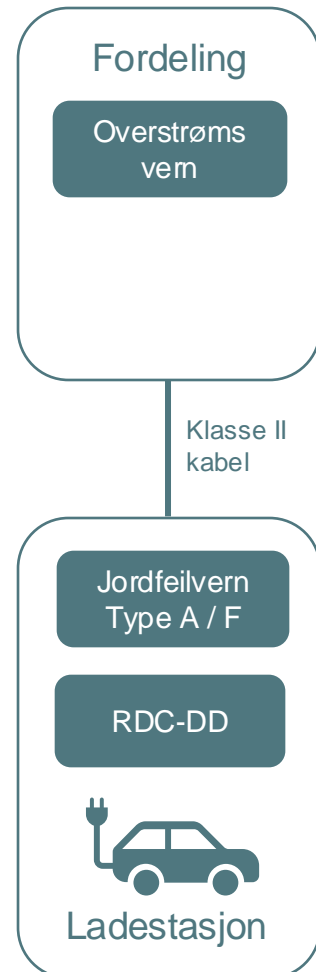 Fordeling
Overstrøms
vern
Klasse II
kabel
Jordfeilvern
Type A / F
RDC-DD
Ladestasjon